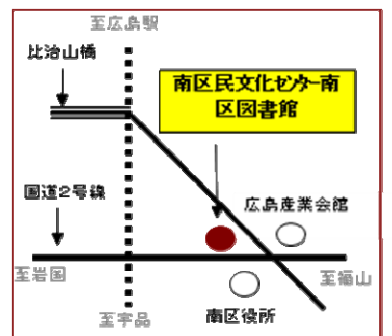 至広島駅
比治山橋
南区民文化センター南
区図書館
国道2号線
広島産業会館
至岩国
至福山
南区役所
至宇品